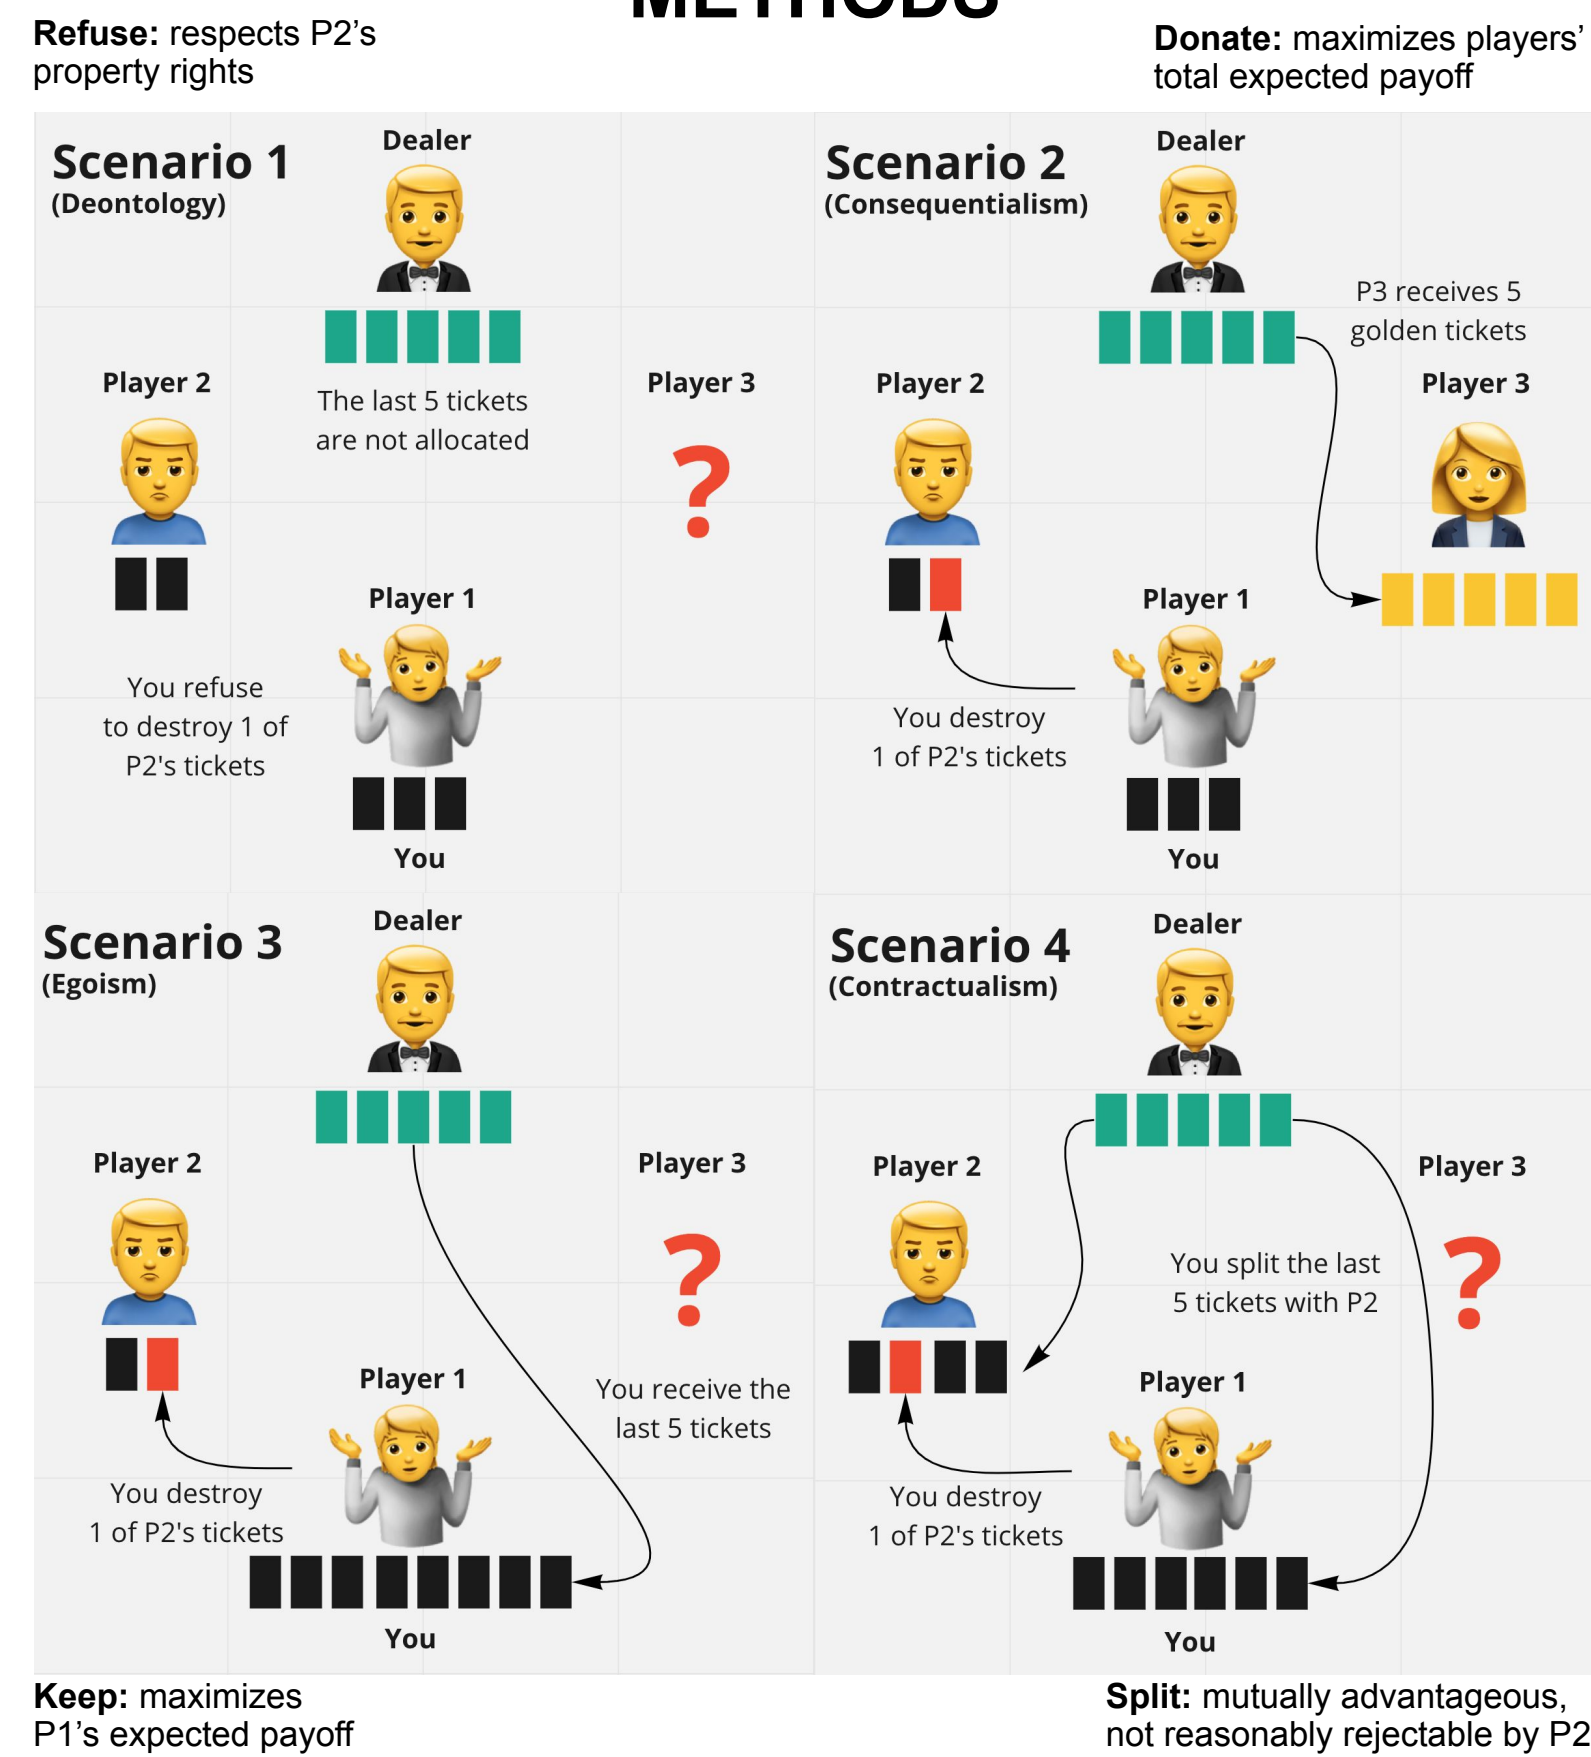 METHODS
Refuse: respects P2's
property rights
Donate: maximizes players'
total expected payoff
Scenario 1
(Deontology)
Dealer
The last 5 tickets
are not allocated
Player 2
Player 3
?
Player 1
You refuse
to destroy 1 of
P2's tickets
You
Scenario 2
(Consequentialism)
Dealer
P3 receives 5
golden tickets
Player 2
Player 3
Player 1
You destroy
1 of P2's tickets
You
Scenario 3
(Egoism)
Dealer
Player 2
Player 3
?
Player 1
You receive the
last 5 tickets
You destroy
1 of P2's tickets
You
Scenario 4
(Contractualism)
Dealer
Player 2
Player 3
You split the last
5 tickets with P2
?
Player 1
You destroy
1 of P2's tickets
You
Keep: maximizes
P1's expected payoff
Split: mutually advantageous,
not reasonably rejectable by P2